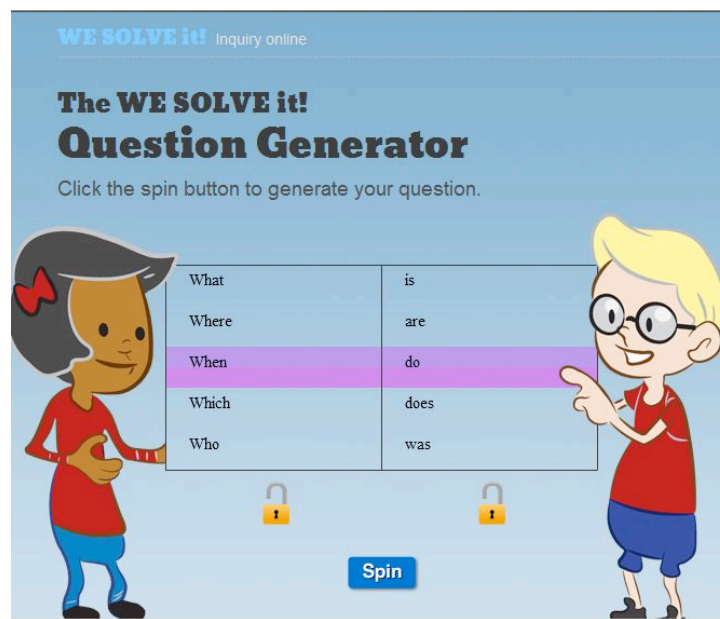 WE SOLVE it! Inquiry online
The WE SOLVE it!
Question Generator
Click the spin button to generate your question.
What is
Where are
When do
Which does
Who was
Spin